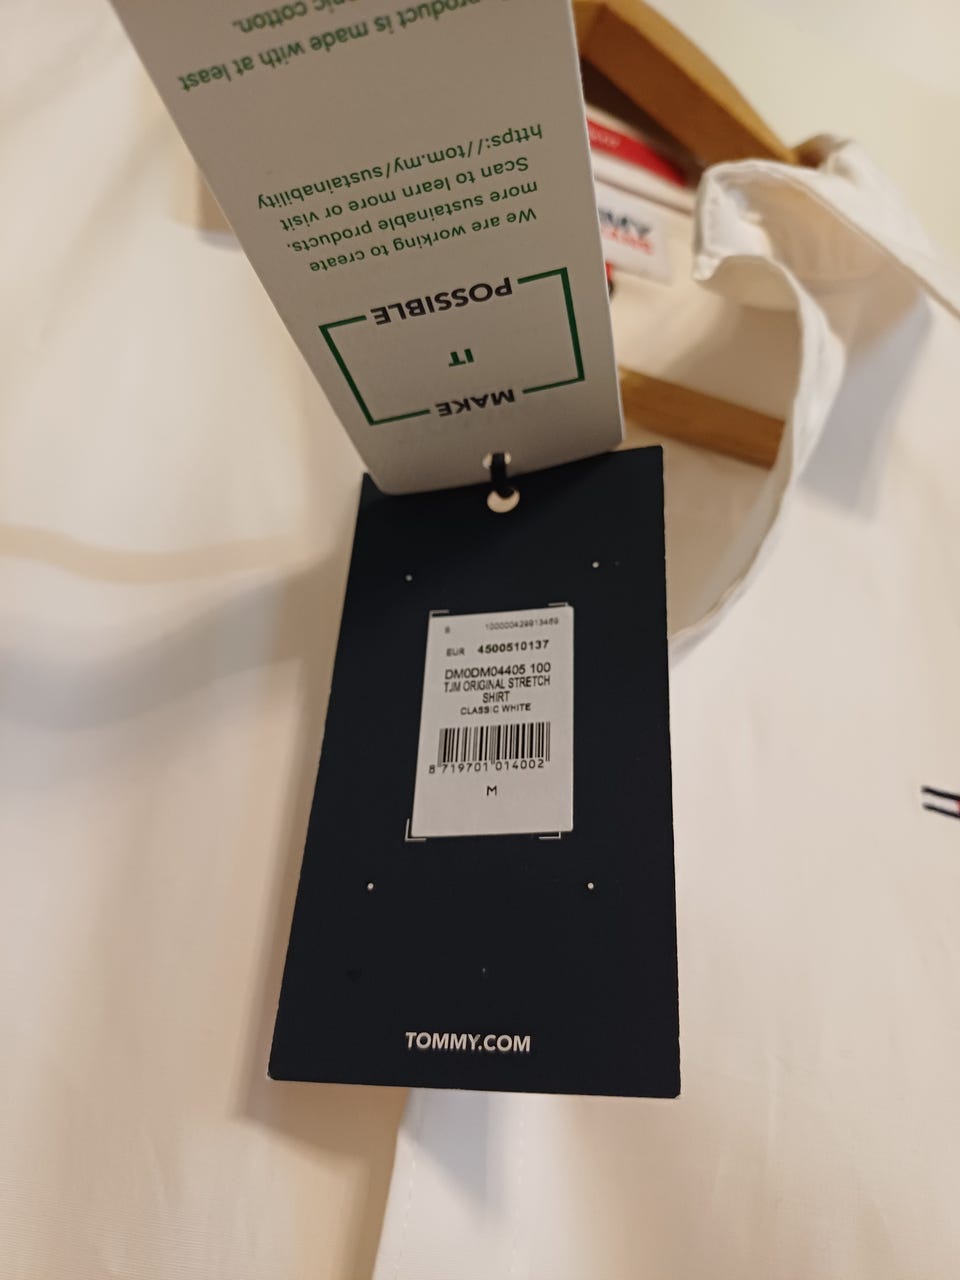 MAKE
IT
POSSIBLE
We are working to create
more sustainable products.
Scan to learn more or visit
https://tom.my/sustainability
product is made with at least
cotton.
S 100000429913469
EUR 4500510137
DM0DM04405 100
TJM ORIGINAL STRETCH
SHIRT
CLASSIC WHITE
8 719701 014002
M
TOMMY.COM